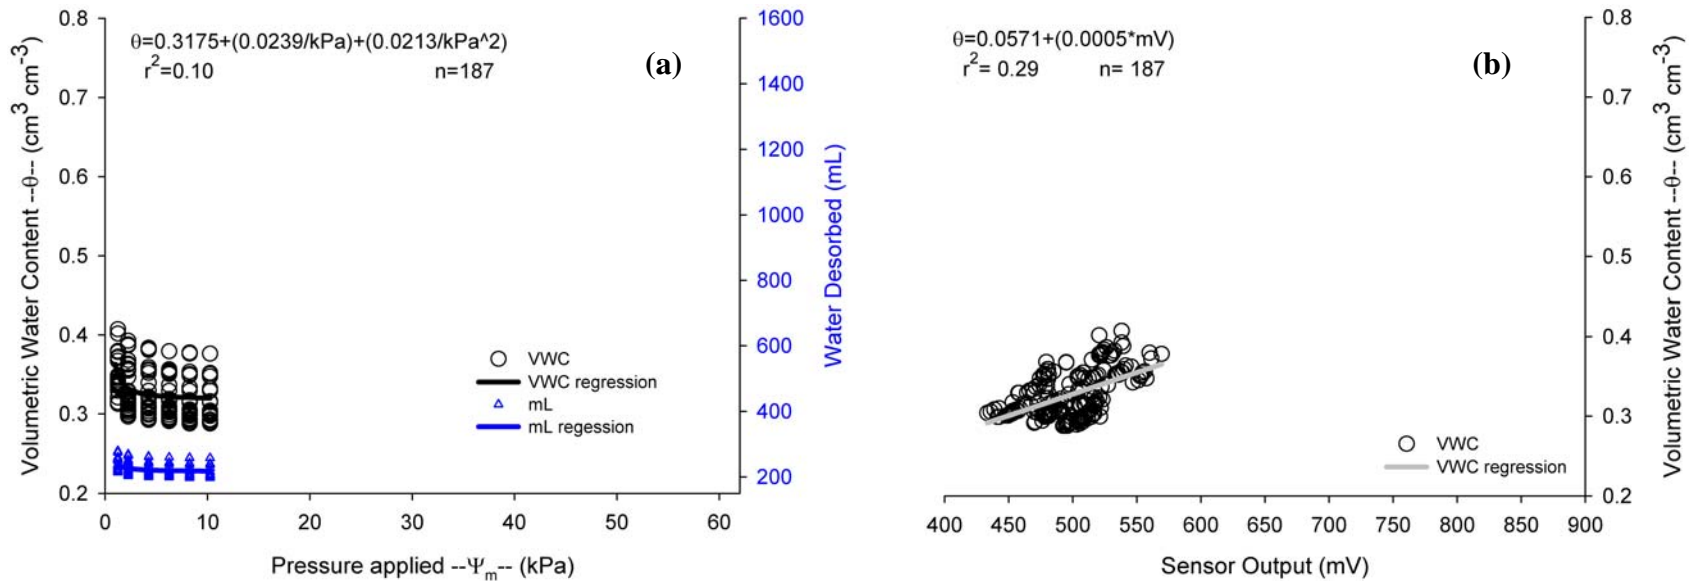 θ=0.3175+(0.0239/kPa)+(0.0213/kPa^2)
r²=0.10 n=187
(a)
0.8
0.7
0.6
0.5
0.4
0.3
0.2
Volumetric Water Content --θ-- (cm³ cm⁻³)
1600
1400
1200
1000
800
600
400
200
Water Desorbed (mL)
VWC
VWC regression
mL
mL regession
0 10 20 30 40 50 60
Pressure applied --Ψm-- (kPa)
θ=0.0571+(0.0005*mV)
r²= 0.29 n= 187
(b)
0.8
0.7
0.6
0.5
0.4
0.3
0.2
Volumetric Water Content --θ-- (cm³ cm⁻³)
VWC
VWC regression
400 450 500 550 600 650 700 750 800 850 900
Sensor Output (mV)